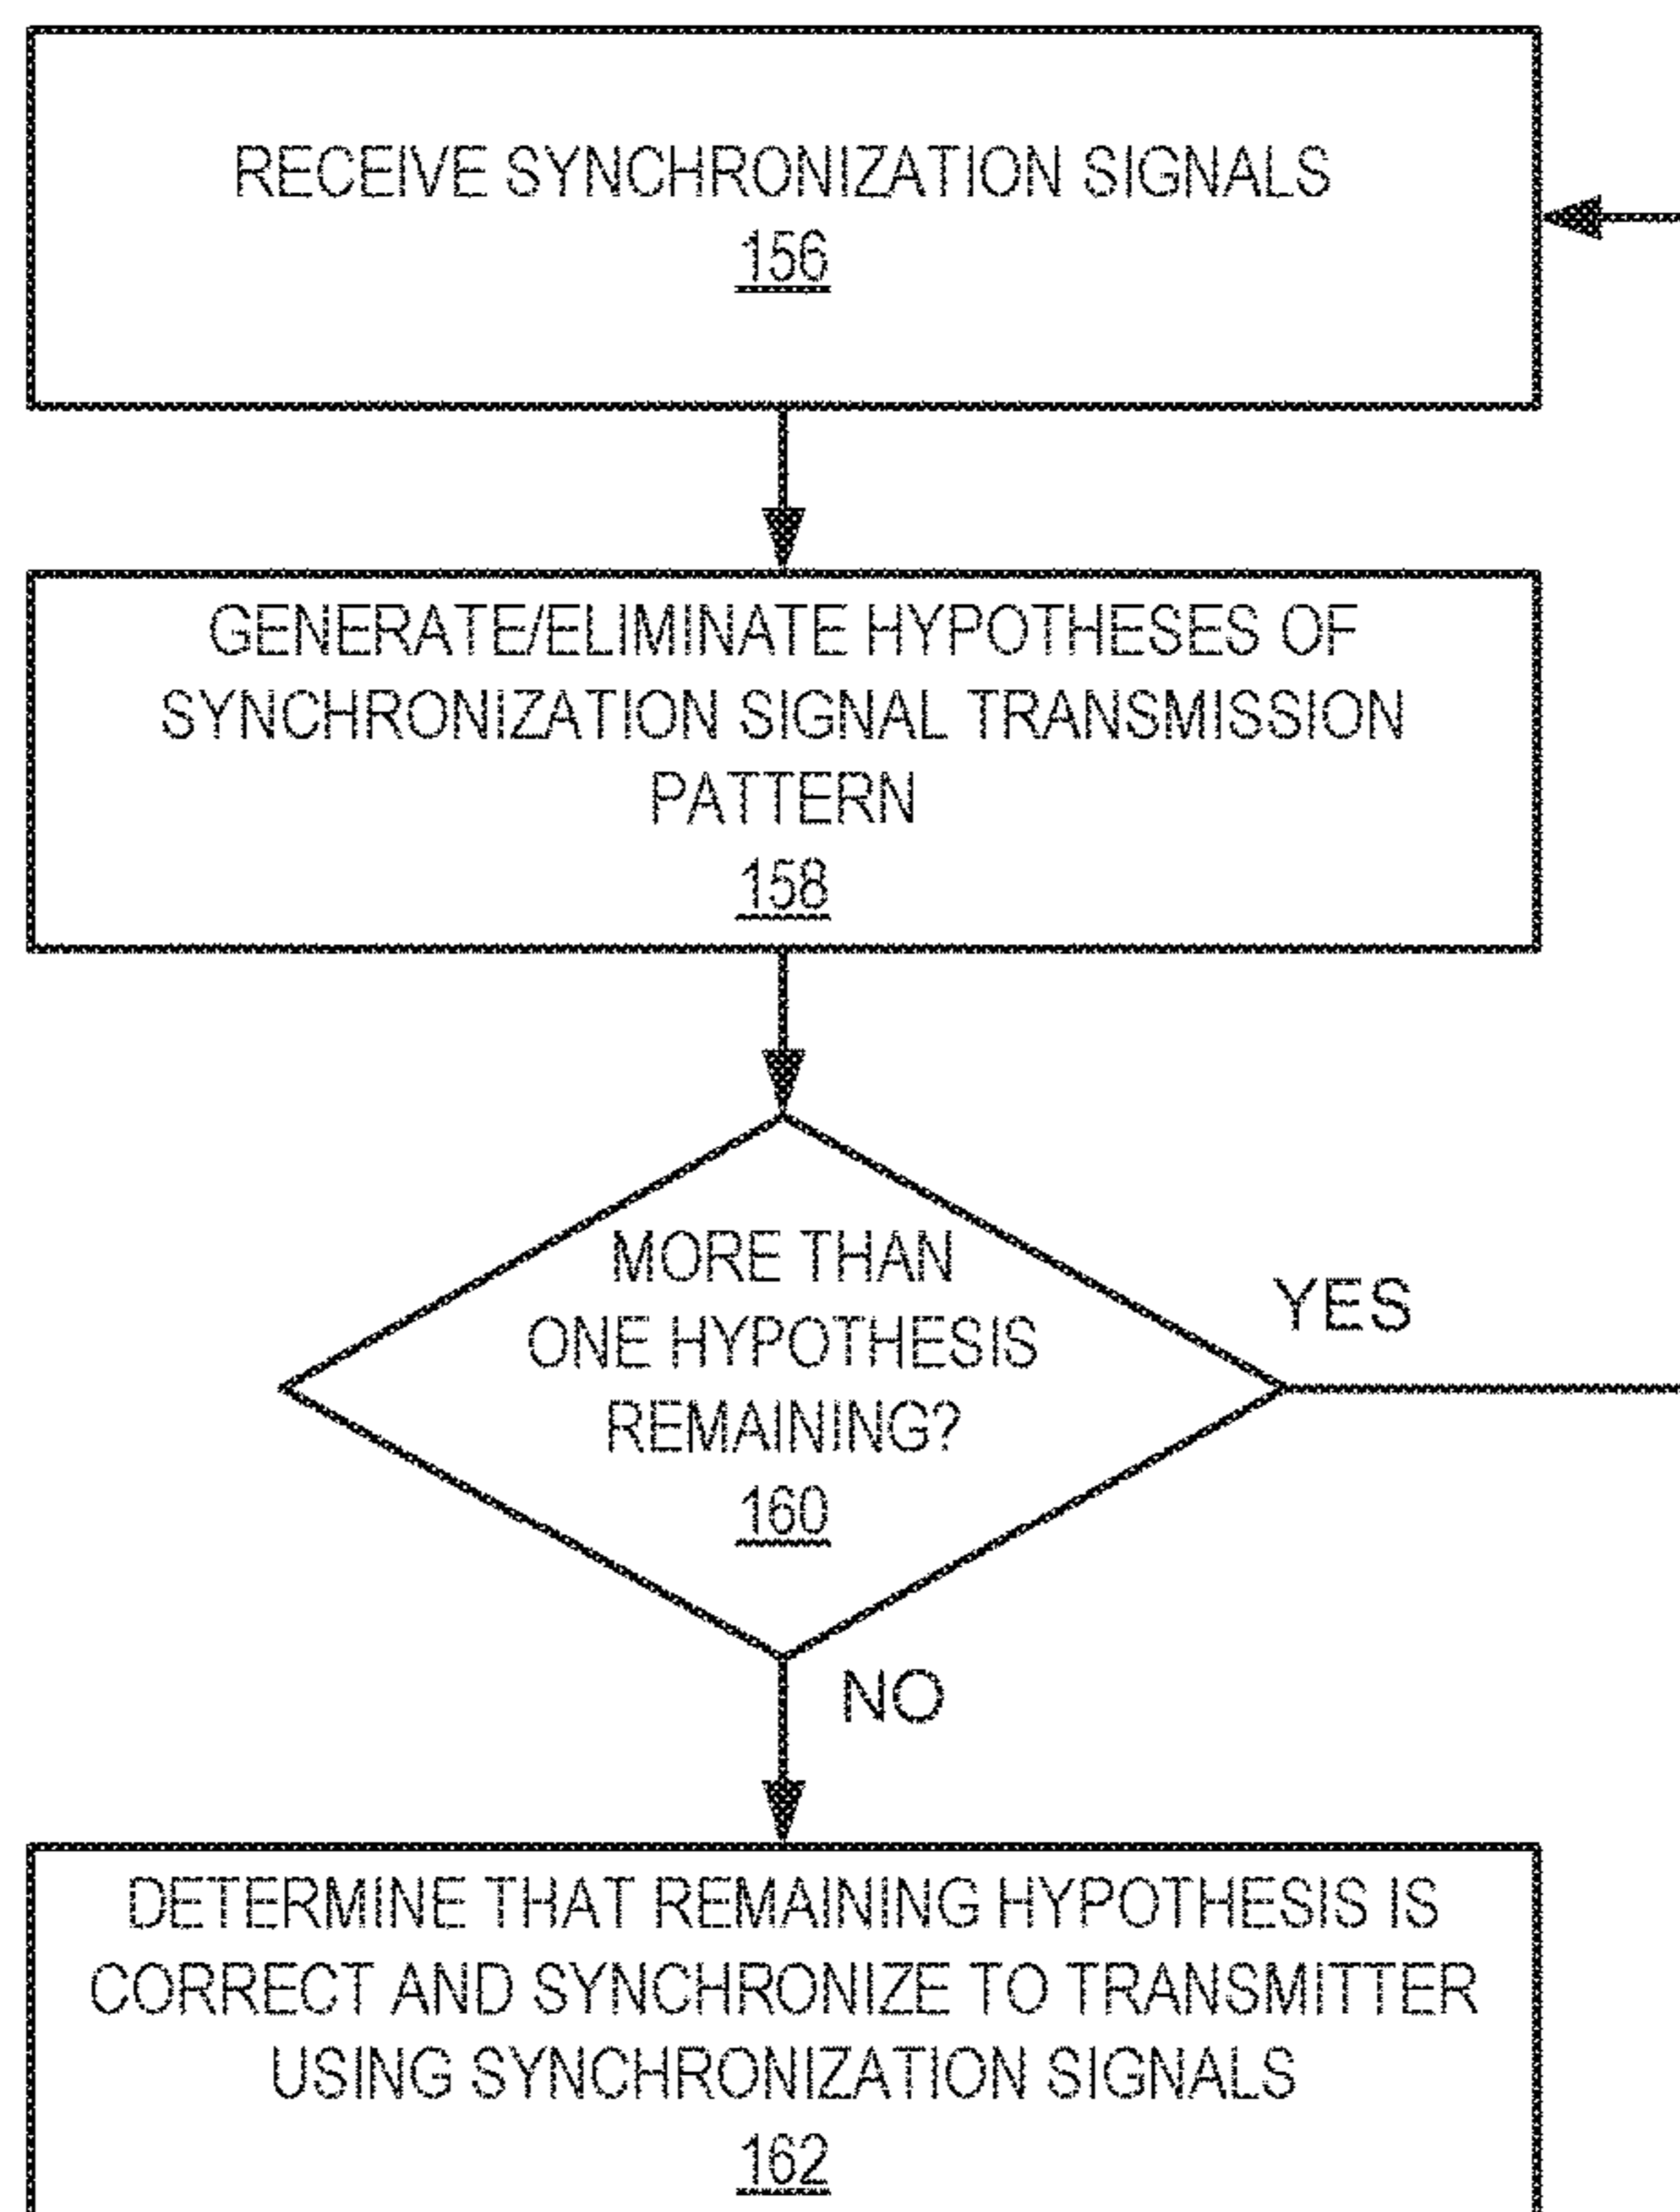 RECEIVE SYNCHRONIZATION SIGNALS
156
GENERATE/ELIMINATE HYPOTHESES OF
SYNCHRONIZATION SIGNAL TRANSMISSION
PATTERN
158
MORE THAN
ONE HYPOTHESIS
REMAINING?
160
YES
NO
DETERMINE THAT REMAINING HYPOTHESIS IS
CORRECT AND SYNCHRONIZE TO TRANSMITTER
USING SYNCHRONIZATION SIGNALS
162